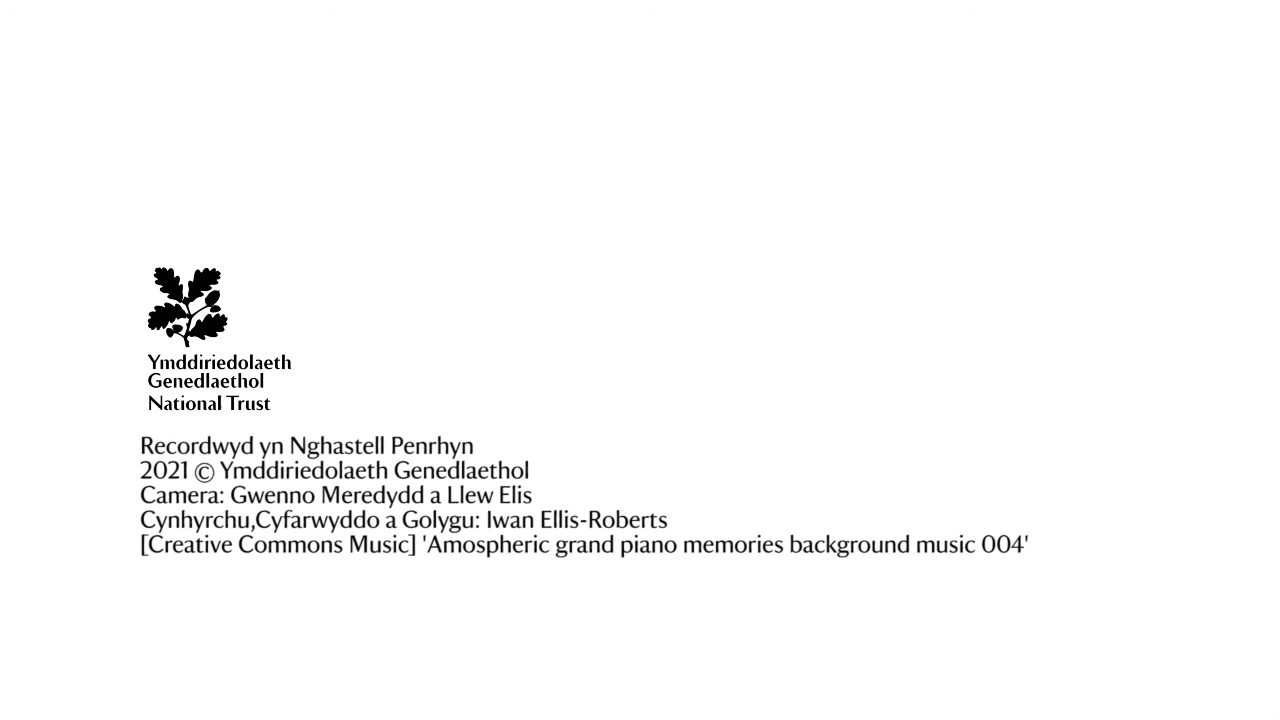 Ymddiriedolaeth
Genedlaethol
National Trust
Recordwyd yn Nghastell Penrhyn
2021 © Ymddiriedolaeth Genedlaethol
Camera: Gwenno Meredydd a Llew Elis
Cynhyrchu,Cyfarwyddo a Golygu: Iwan Ellis-Roberts
[Creative Commons Music] 'Amospheric grand piano memories background music 004'